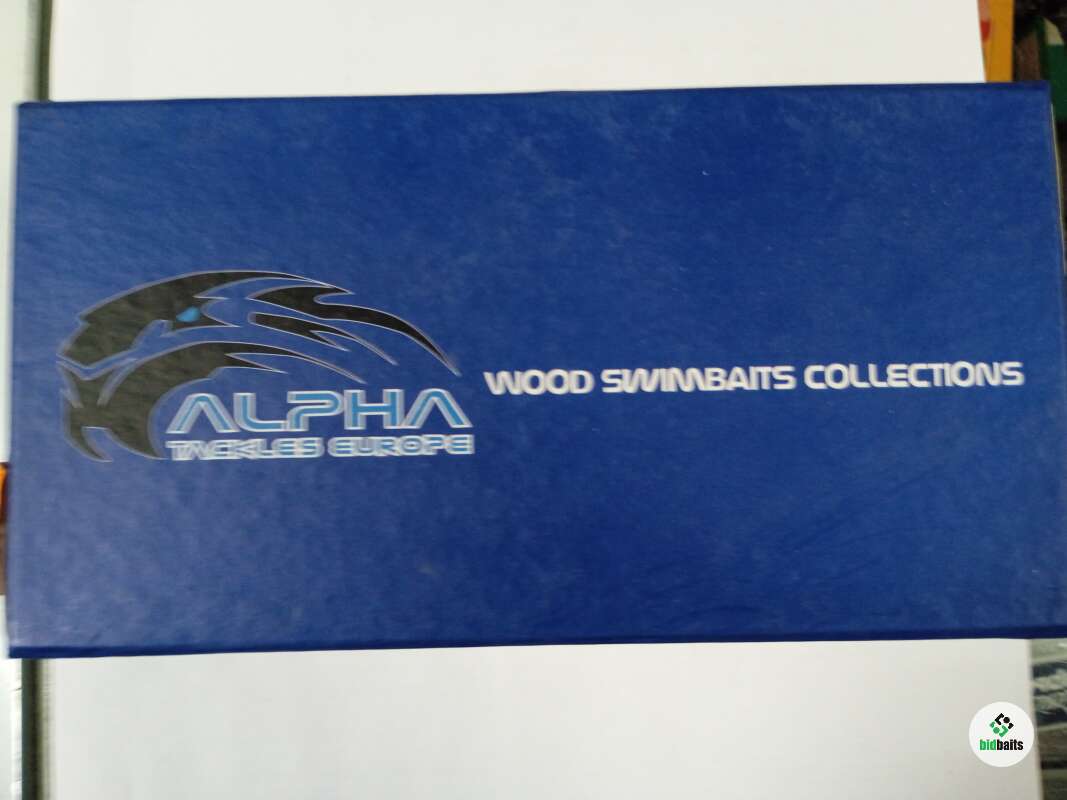 ALPHA
TACKLES EUROPE
WOOD SWIMBAITS COLLECTIONS
bidbaits